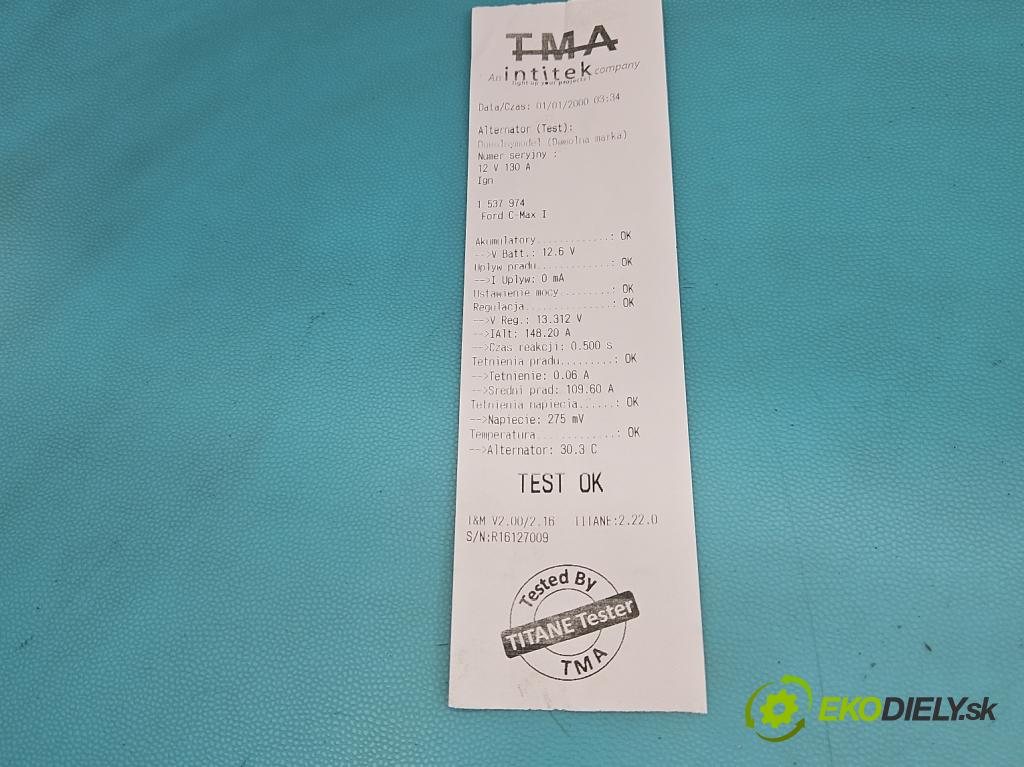 TMA
An intitek company
light up your projects!
Data/Czas: 01/01/2000 03:34
Alternator (Test):
Dowolnymodel (Dowolna marka)
Numer seryjny :
12 V 130 A
Ign
1 537 974
Ford C-Max I
Akumulatory............: OK
-->V Batt.: 12.6 V
Uplyw pradu............: OK
-->I Uplyw: 0 mA
Ustawienie mocy.........: OK
Regulacja..............: OK
-->V Reg.: 13.312 V
-->IAlt: 148.20 A
-->Czas reakcji: 0.500 s
Tetnienia pradu.........: OK
-->Tetnienie: 0.06 A
-->Sredni prad: 109.60 A
Tetnienia napiecia......: OK
-->Napiecie: 275 mV
Temperatura.............: OK
-->Alternator: 30.3 C
TEST OK
T&M V2.00/2.16 TITANE:2.22.0
S/N:R16127009
Tested By
TITANE Tester
TMA
EKODIELY.sk